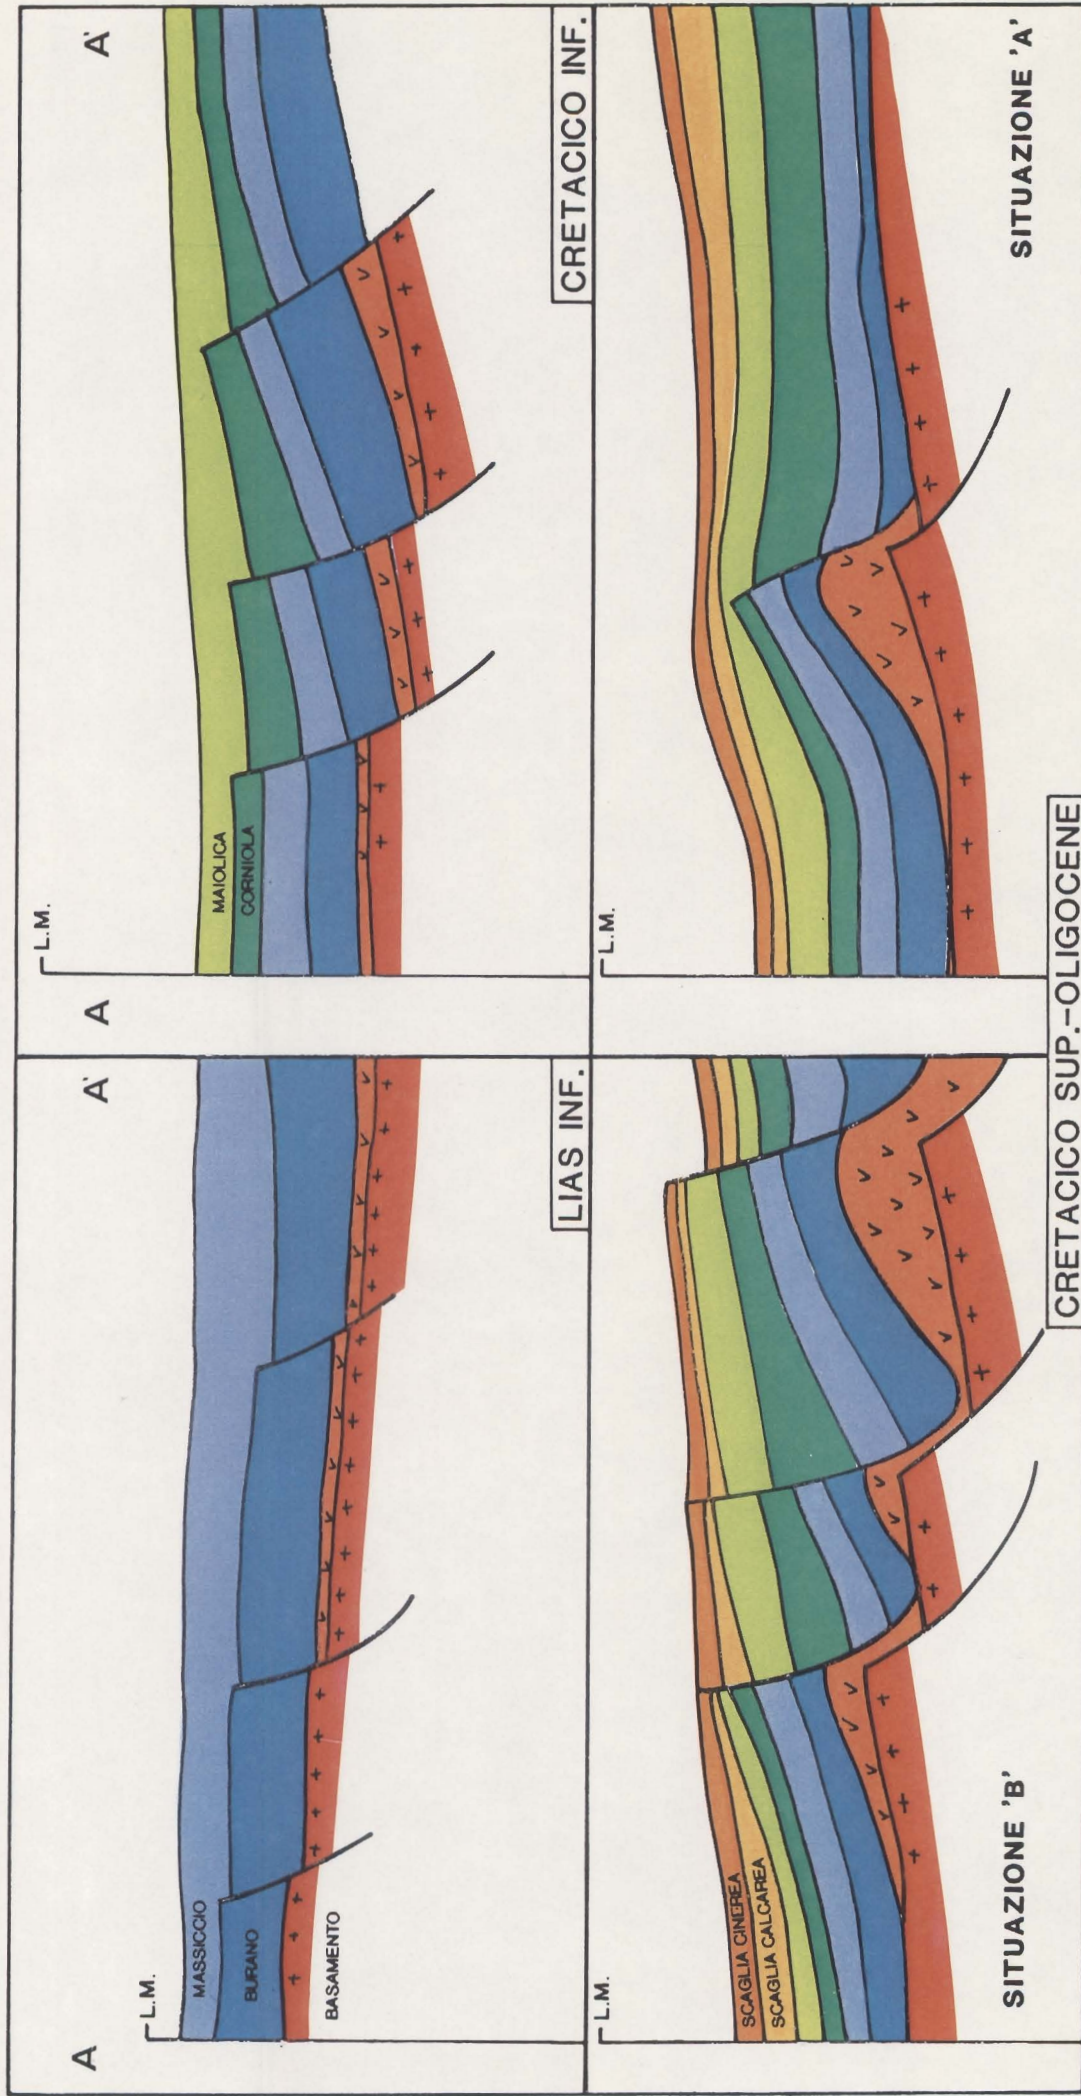 A
A'
L.M.
MASSICCIO
BURANO
BASAMENTO
LIAS INF.
A
A'
L.M.
MAIOLICA
CORNIOLA
CRETACICO INF.
L.M.
SCAGLIA CINEREA
SCAGLIA CALCAREA
SITUAZIONE 'B'
L.M.
SITUAZIONE 'A'
CRETACICO SUP.-OLIGOCENE